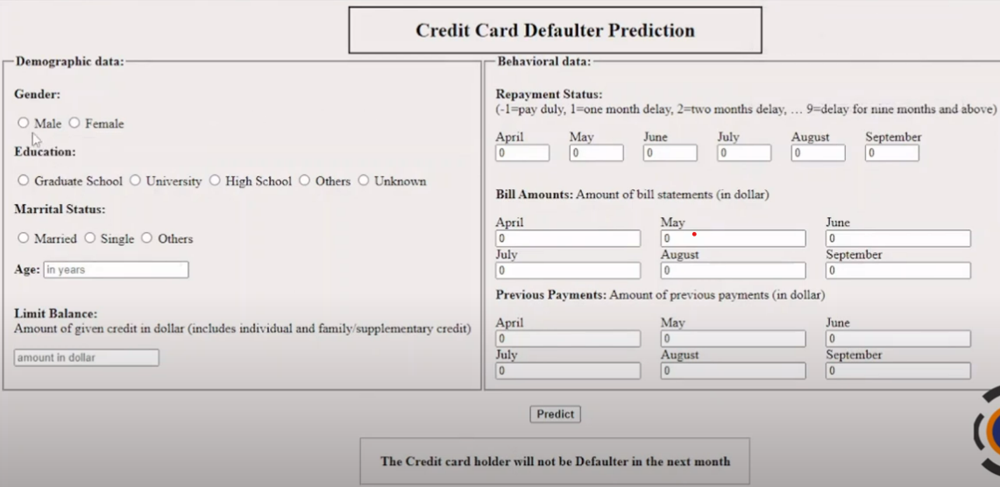 Credit Card Defaulter Prediction
Demographic data:
Gender:
Male Female
Education:
Graduate School University High School Others Unknown
Marrital Status:
Married Single Others
Age: in years
Limit Balance:
Amount of given credit in dollar (includes individual and family/supplementary credit)
amount in dollar
Behavioral data:
Repayment Status:
(-1=pay duly, 1=one month delay, 2=two months delay, ... 9=delay for nine months and above)
April May June July August September
0 0 0 0 0 0
Bill Amounts: Amount of bill statements (in dollar)
April May June
0 0 0
July August September
0 0 0
Previous Payments: Amount of previous payments (in dollar)
April May June
0 0 0
July August September
0 0 0
Predict
The Credit card holder will not be Defaulter in the next month